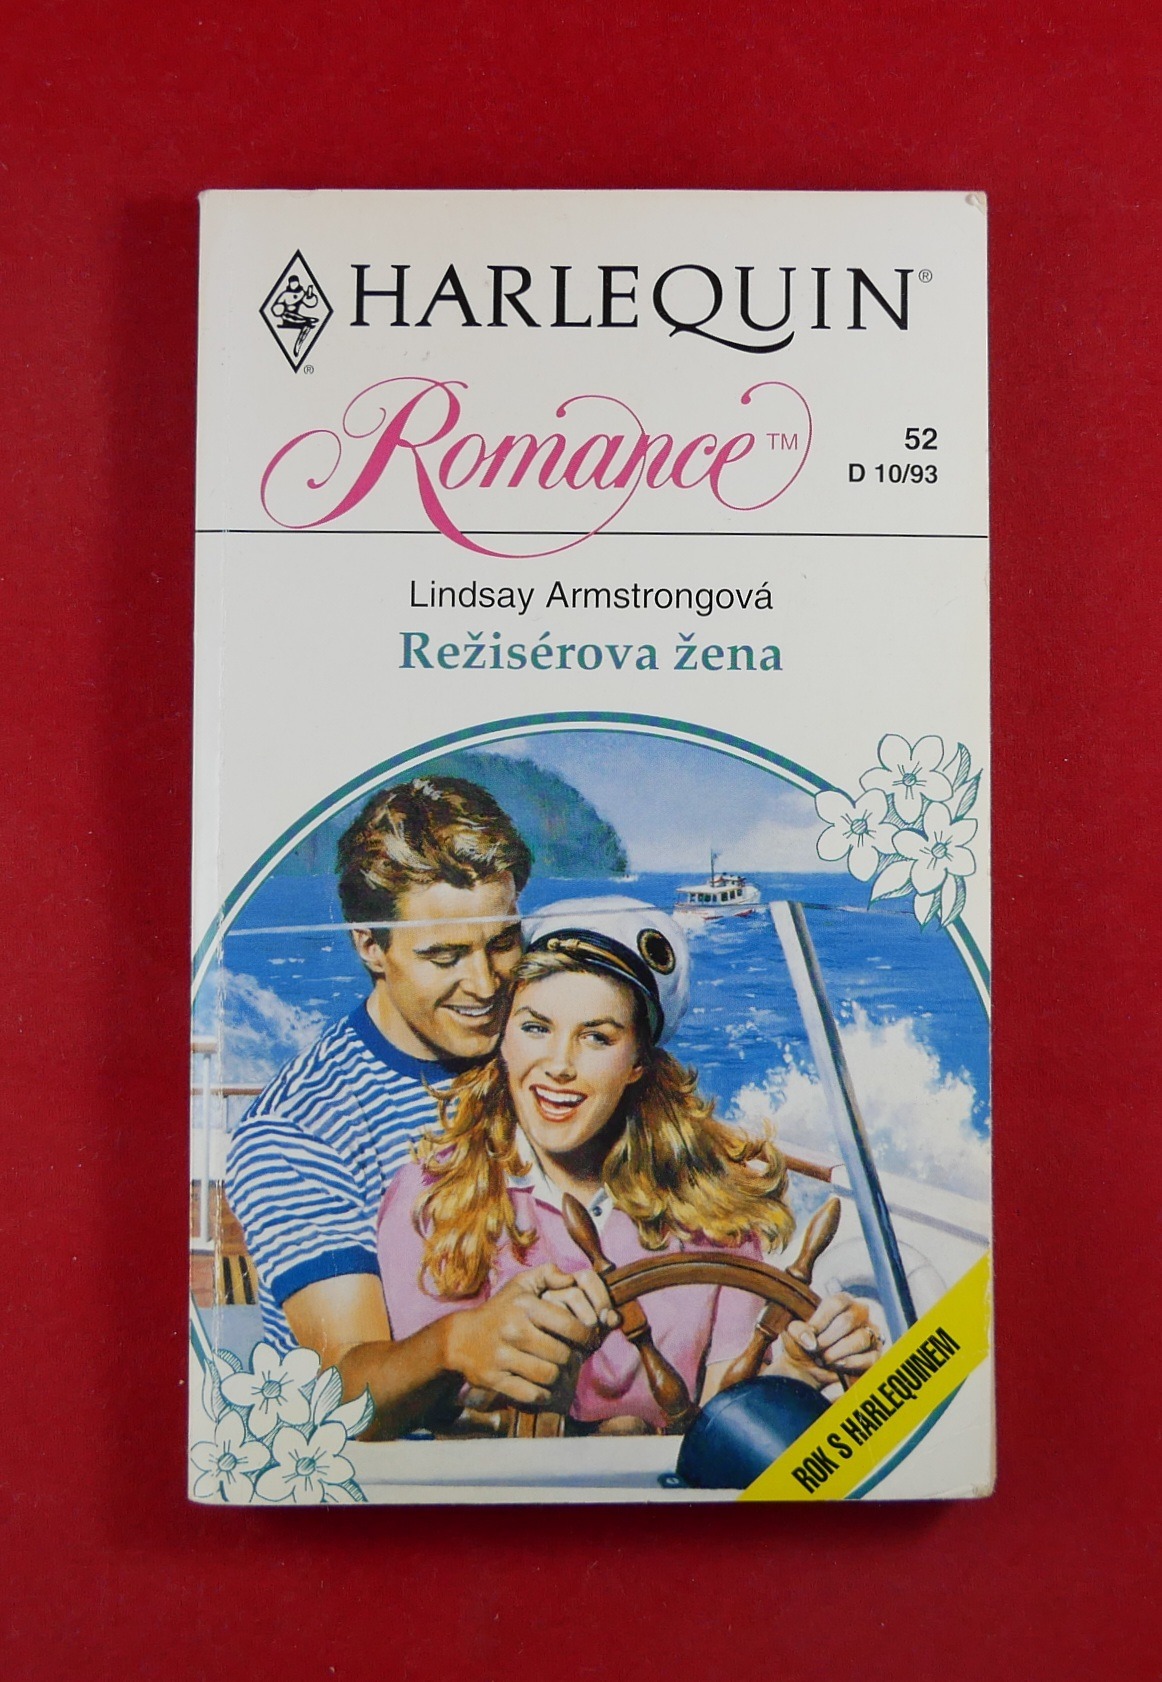 HARLEQUIN®
®
Romance™
52
D 10/93
Lindsay Armstrongová
Režisérova žena
ROK S HARLEQUINEM